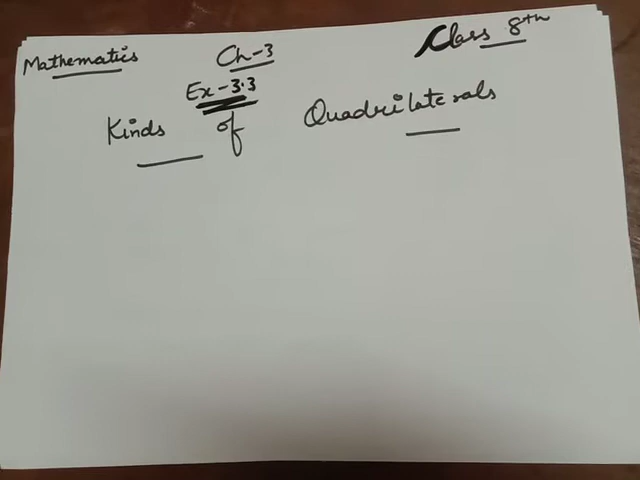 Mathematics Ch-3 Class 8th
Ex-3.3
Kinds of Quadrilaterals